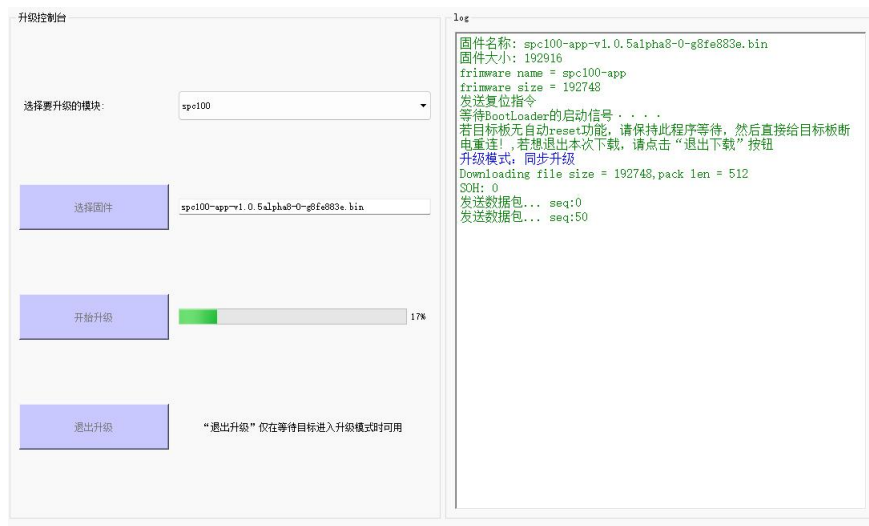 升级控制台
选择要升级的模块:
spc100
选择固件
spc100-app-v1.0.5alpha8-0-g8fe883e.bin
开始升级
17%
退出升级
“退出升级”仅在等待目标进入升级模式时可用
log
固件名称: spc100-app-v1.0.5alpha8-0-g8fe883e.bin
固件大小: 192916
frimware name = spc100-app
frimware size = 192748
发送复位指令
等待BootLoader的启动信号····
若目标板无自动reset功能, 请保持此程序等待, 然后直接给目标板断
电重连!,若想退出本次下载, 请点击“退出下载”按钮
升级模式: 同步升级
Downloading file size = 192748,pack len = 512
SOH: 0
发送数据包... seq:0
发送数据包... seq:50